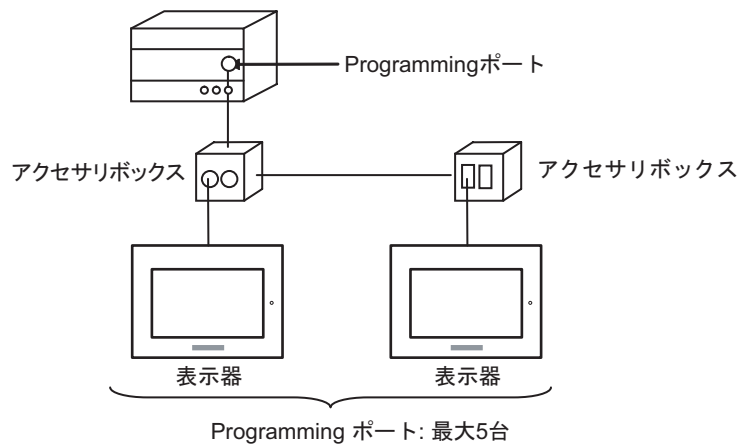 Programmingポート
アクセサリボックス
アクセサリボックス
表示器
表示器
Programming ポート: 最大5台